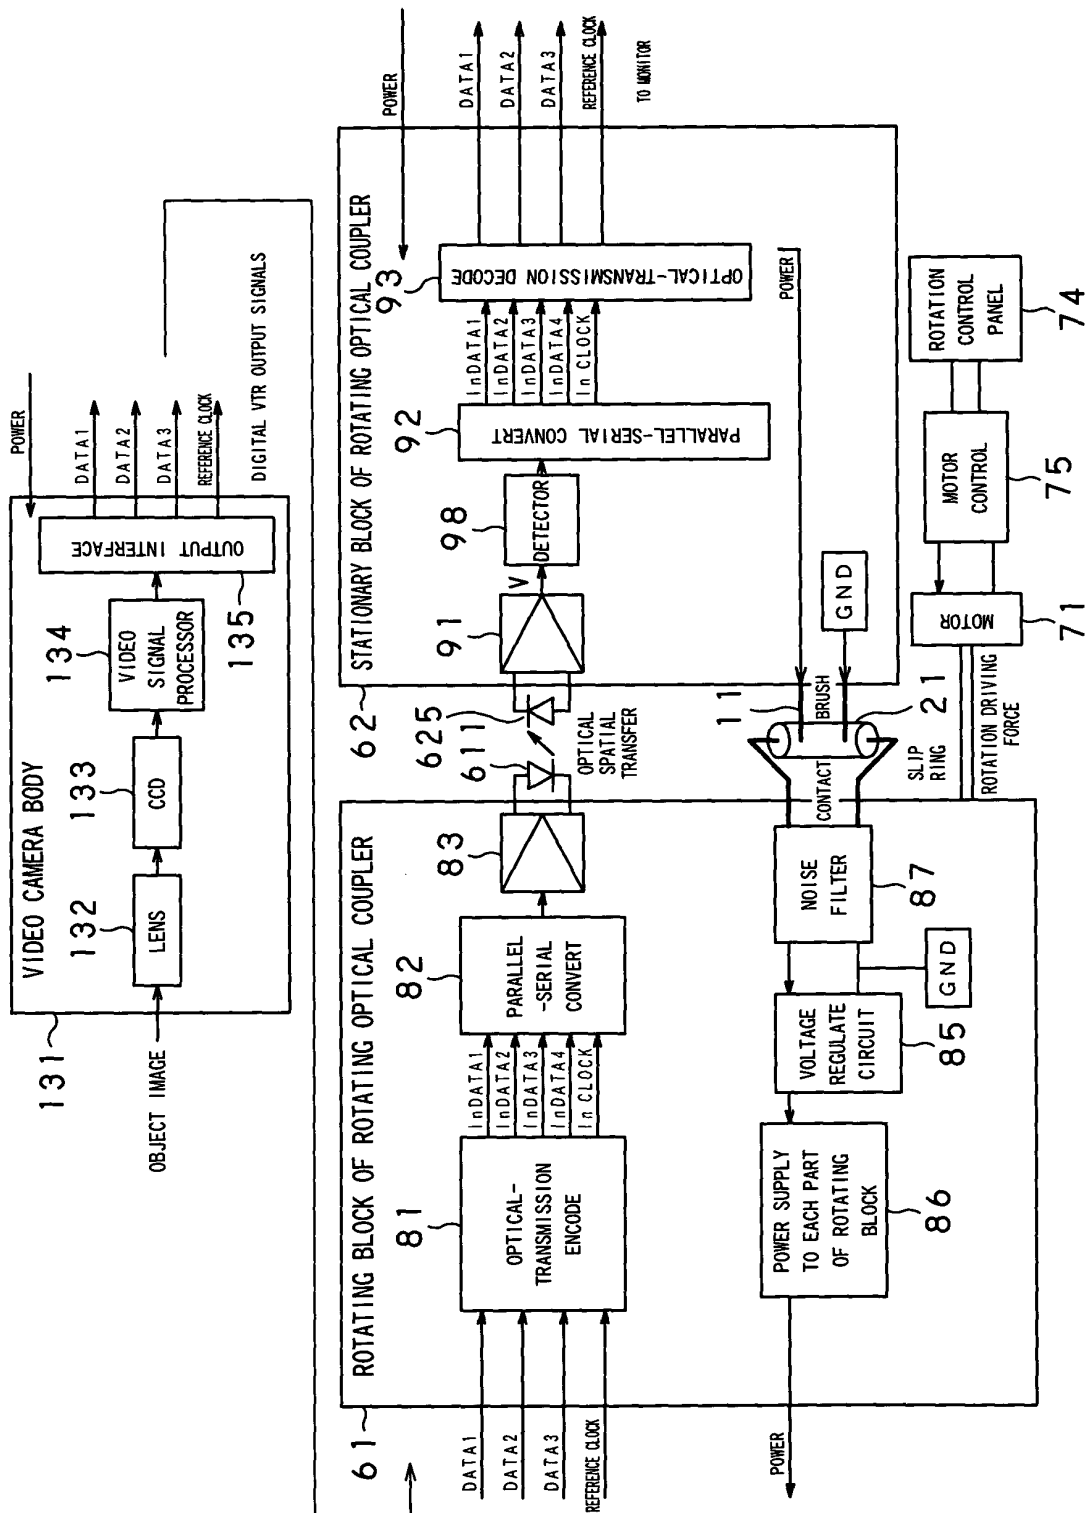 VIDEO CAMERA BODY
131
OBJECT IMAGE
LENS
132
CCD
133
VIDEO
SIGNAL
PROCESSOR
134
OUTPUT INTERFACE
135
POWER
DATA1
DATA2
DATA3
REFERENCE CLOCK
DIGITAL VTR OUTPUT SIGNALS
ROTATING BLOCK OF ROTATING OPTICAL COUPLER
61
DATA1
DATA2
DATA3
REFERENCE CLOCK
OPTICAL-
TRANSMISSION
ENCODE
81
InDATA1
InDATA2
InDATA3
InDATA4
InCLOCK
PARALLEL
-SERIAL
CONVERT
82
83
611
625
OPTICAL
SPATIAL
TRANSFER
STATIONARY BLOCK OF ROTATING OPTICAL COUPLER
62
91
V
DETECTOR
98
PARALLEL-SERIAL CONVERT
92
InDATA1
InDATA2
InDATA3
InDATA4
InCLOCK
OPTICAL-TRANSMISSION DECODE
93
POWER
DATA1
DATA2
DATA3
REFERENCE CLOCK
TO MONITOR
POWER
POWER SUPPLY
TO EACH PART
OF ROTATING
BLOCK
86
VOLTAGE
REGULATE
CIRCUIT
85
GND
NOISE
FILTER
87
CONTACT
BRUSH
11
SLIP
RING
21
GND
POWER
ROTATION DRIVING
FORCE
MOTOR
71
MOTOR
CONTROL
75
ROTATION
CONTROL
PANEL
74